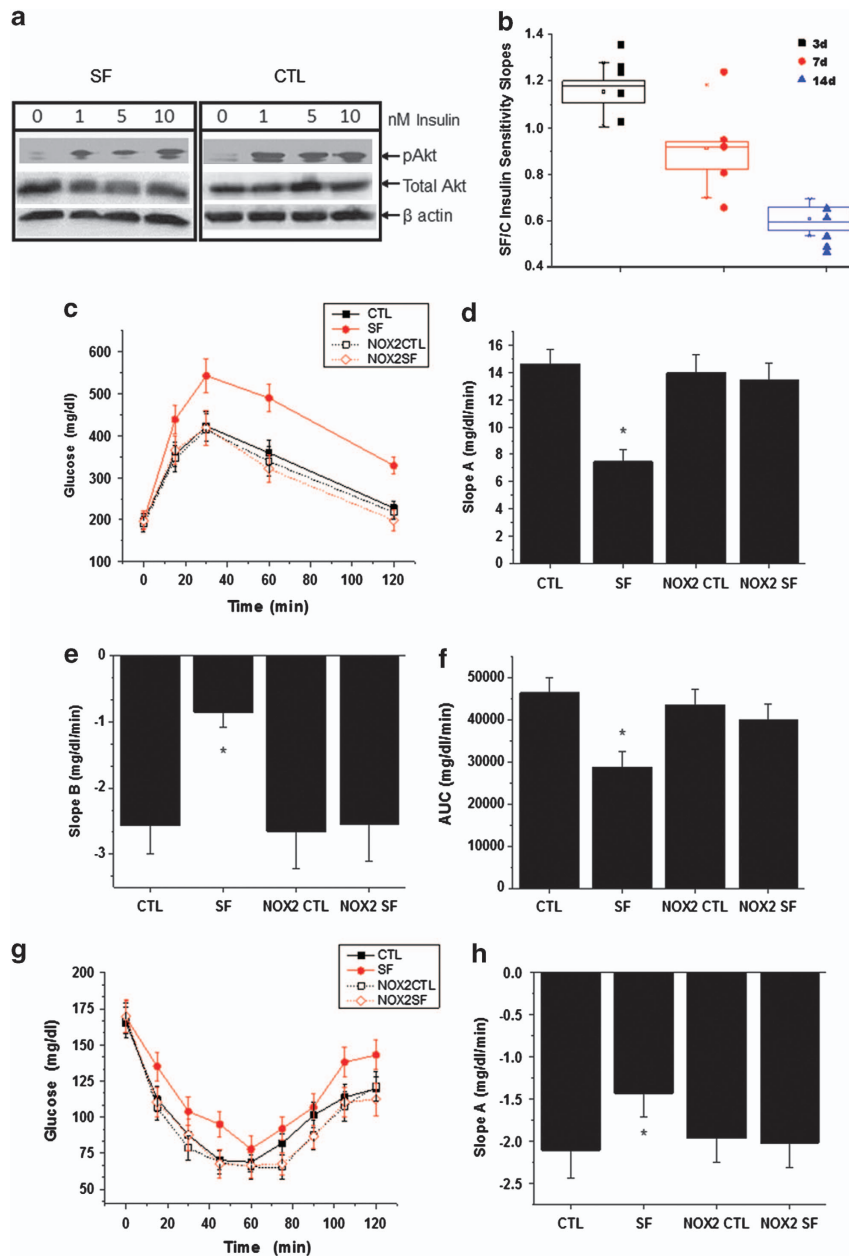 a
SF
CTL
0 1 5 10
0 1 5 10
nM Insulin
pAkt
Total Akt
β actin
b
SF/C Insulin Sensitivity Slopes
1.4
1.2
1.0
0.8
0.6
0.4
3d
7d
14d
c
CTL
SF
NOX2CTL
NOX2SF
Glucose (mg/dl)
600
500
400
300
200
100
0 20 40 60 80 100 120
Time (min)
d
Slope A (mg/dl/min)
16
14
12
10
8
6
4
2
0
*
CTL SF NOX2 CTL NOX2 SF
e
Slope B (mg/dl/min)
0
-1
-2
-3
*
CTL SF NOX2 CTL NOX2 SF
f
AUC (mg/dl/min)
50000
40000
30000
20000
10000
0
*
CTL SF NOX2 CTL NOX2 SF
g
CTL
SF
NOX2CTL
NOX2SF
Glucose (mg/dl)
200
175
150
125
100
75
50
0 20 40 60 80 100 120
Time (min)
h
Slope A (mg/dl/min)
0.0
-0.5
-1.0
-1.5
-2.0
-2.5
*
CTL SF NOX2 CTL NOX2 SF